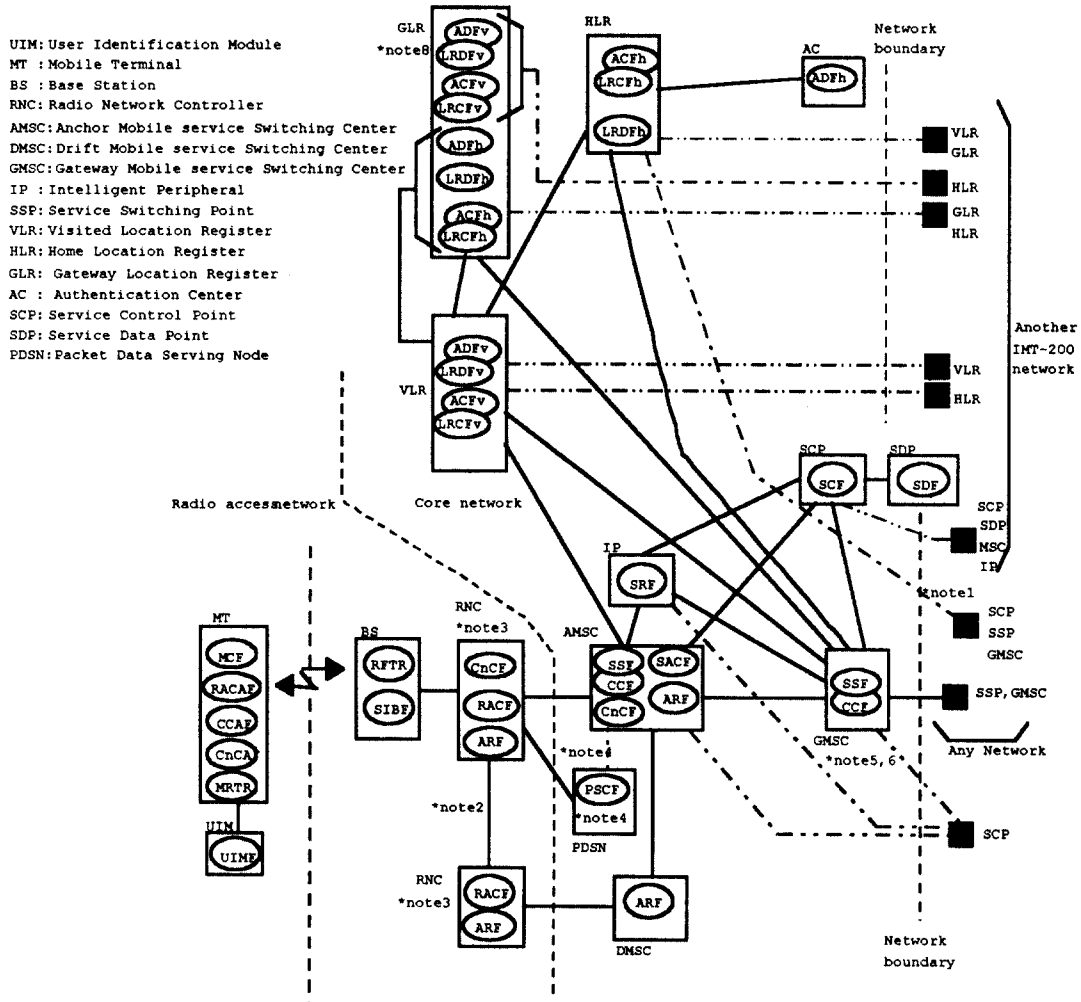 UIM: User Identification Module
MT : Mobile Terminal
BS : Base Station
RNC: Radio Network Controller
AMSC: Anchor Mobile service Switching Center
DMSC: Drift Mobile service Switching Center
GMSC: Gateway Mobile service Switching Center
IP : Intelligent Peripheral
SSP: Service Switching Point
VLR: Visited Location Register
HLR: Home Location Register
GLR: Gateway Location Register
AC : Authentication Center
SCP: Service Control Point
SDP: Service Data Point
PDSN: Packet Data Serving Node
GLR
*note8
ADFv
LRDFv
ACFv
LRCFv
ADFh
LRDFh
ACFh
LRCFh
HLR
ACFh
LRCFh
LRDFh
AC
ADFh
Network
boundary
VLR
GLR
HLR
GLR
HLR
VLR
HLR
Another
IMT-200
network
VLR
ADFv
LRDFv
ACFv
LRCFv
Radio accesnetwork
Core network
SCP
SCF
SDP
SDF
SCP
SDP
MSC
IP
*note1
SCP
SSP
GMSC
IP
SRF
MT
MCF
RACAF
CCAF
CnCA
MRTR
UIM
UIMF
BS
RFTR
SIBF
RNC
*note3
CnCF
RACF
ARF
AMSC
SSF
CCF
CnCF
SACF
ARF
SSF
CCF
GMSC
*note5,6
SSP,GMSC
Any Network
*note4
PSCF
*note4
PDSN
*note2
SCP
RNC
*note3
RACF
ARF
ARF
DMSC
Network
boundary